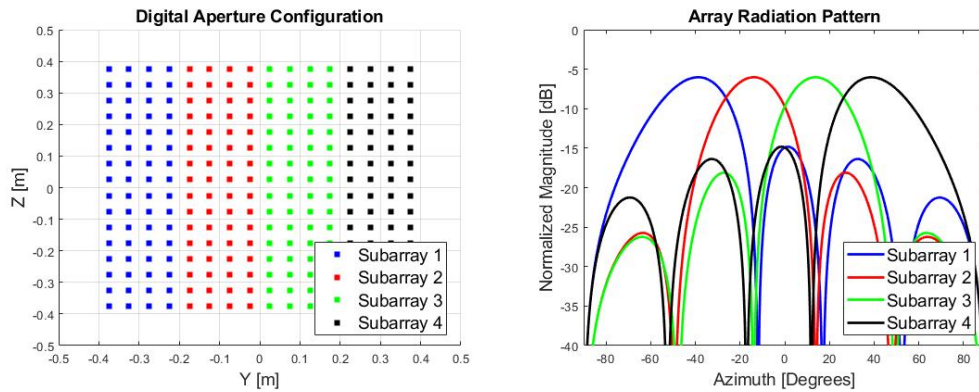 Digital Aperture Configuration
0.5
0.4
0.3
0.2
0.1
0
-0.1
-0.2
-0.3
-0.4
-0.5
Z [m]
-0.5
-0.4
-0.3
-0.2
-0.1
0
0.1
0.2
0.3
0.4
0.5
Y [m]
Subarray 1
Subarray 2
Subarray 3
Subarray 4
Array Radiation Pattern
0
-5
-10
-15
-20
-25
-30
-35
-40
Normalized Magnitude [dB]
-80
-60
-40
-20
0
20
40
60
80
Azimuth [Degrees]
Subarray 1
Subarray 2
Subarray 3
Subarray 4